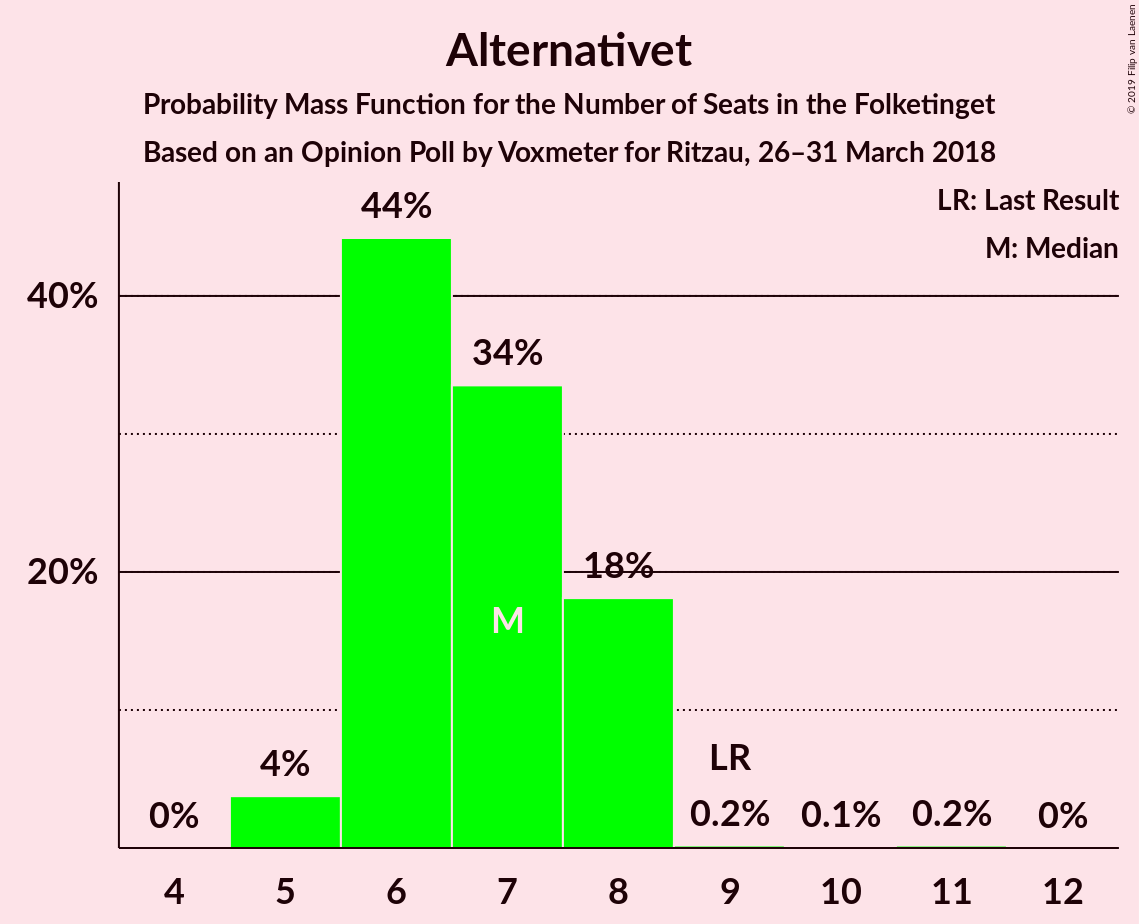 Alternativet
Probability Mass Function for the Number of Seats in the Folketinget
Based on an Opinion Poll by Voxmeter for Ritzau, 26–31 March 2018
© 2019 Filip van Laenen
LR: Last Result
M: Median
44%
40%
34%
20%
18%
M
4%
LR
0%
0.2%
0.1%
0.2%
0%
4 5 6 7 8 9 10 11 12